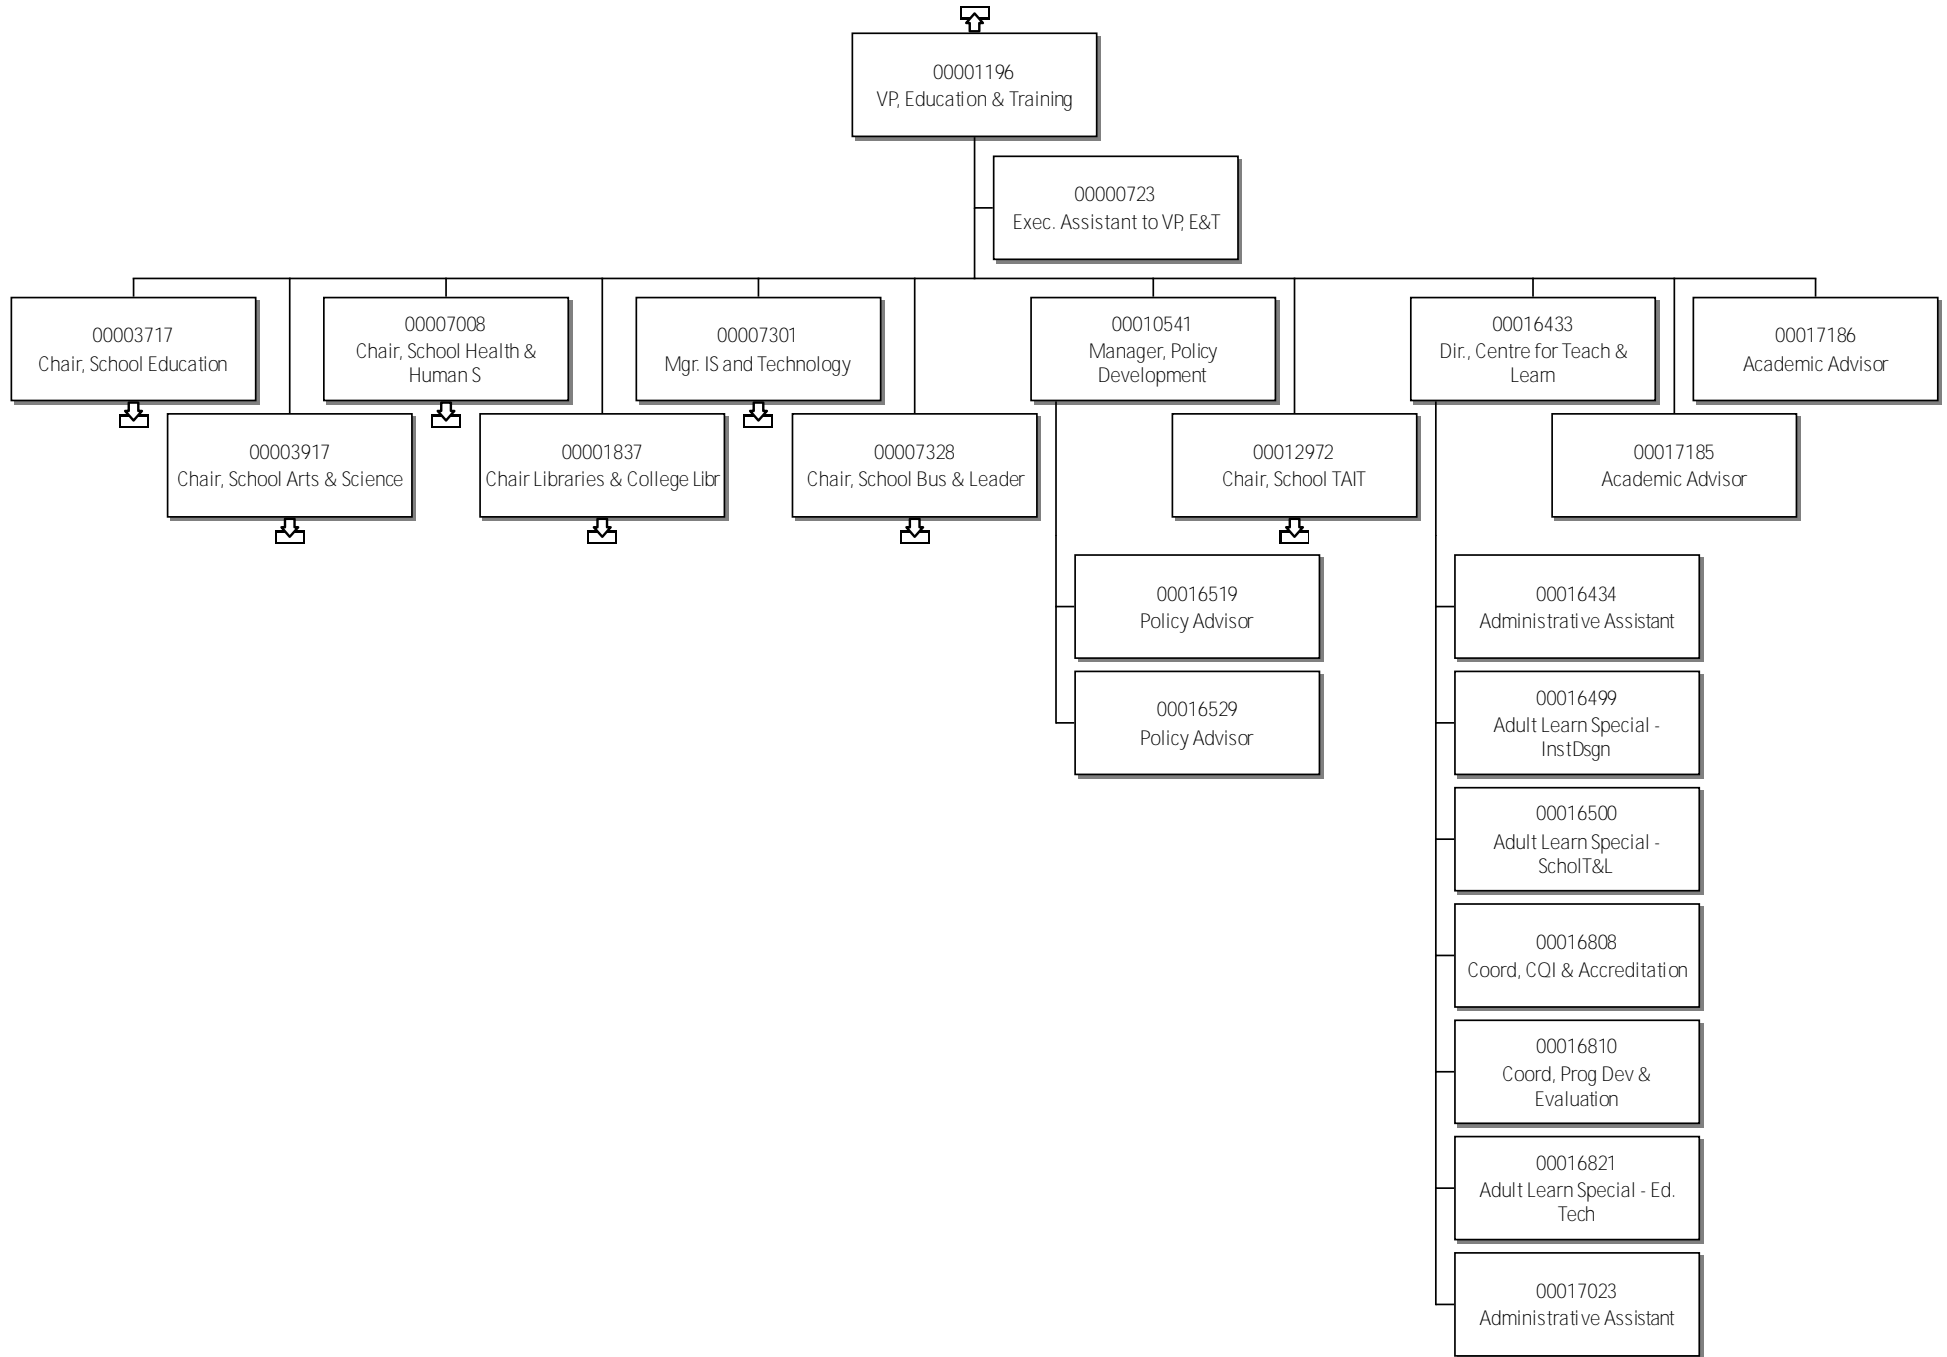 00001196
VP, Education & Training
00000723
Exec. Assistant to VP, E&T
00003717
Chair, School Education
00007008
Chair, School Health &
Human S
00007301
Mgr. IS and Technology
00010541
Manager, Policy
Development
00016433
Dir., Centre for Teach &
Learn
00017186
Academic Advisor
00003917
Chair, School Arts & Science
00001837
Chair Libraries & College Libr
00007328
Chair, School Bus & Leader
00012972
Chair, School TAIT
00017185
Academic Advisor
00016519
Policy Advisor
00016529
Policy Advisor
00016434
Administrative Assistant
00016499
Adult Learn Special -
InstDsgn
00016500
Adult Learn Special -
ScholT&L
00016808
Coord, CQI & Accreditation
00016810
Coord, Prog Dev &
Evaluation
00016821
Adult Learn Special - Ed.
Tech
00017023
Administrative Assistant